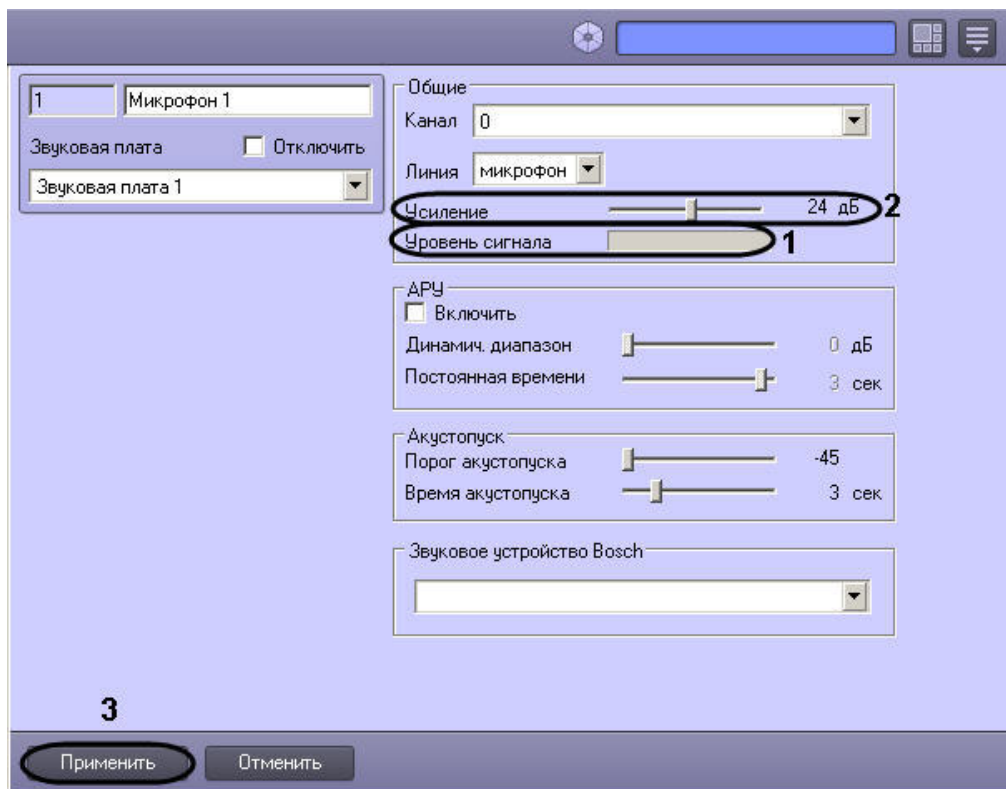 1 Микрофон 1
Звуковая плата Отключить
Звуковая плата 1
Общие
Канал 0
Линия микрофон
Усиление 24 дБ 2
Уровень сигнала 1
АРУ
Включить
Динамич. диапазон 0 дБ
Постоянная времени 3 сек
Акустопуск
Порог акустопуска -45
Время акустопуска 3 сек
Звуковое устройство Bosch
3
Применить Отменить